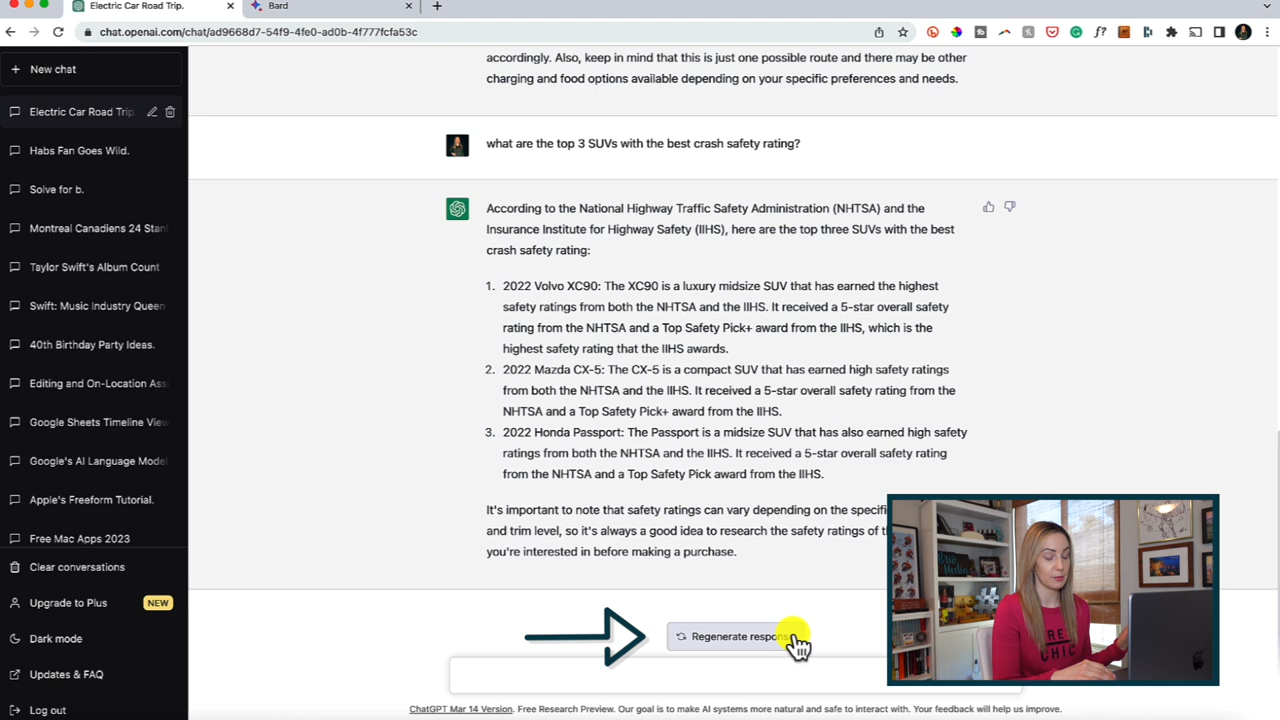 Electric Car Road Trip.
Bard
chat.openai.com/chat/ad9668d7-54f9-4fe0-ad0b-4f777fcfa53c
New chat
Electric Car Road Trip.
Habs Fan Goes Wild.
Solve for b.
Montreal Canadiens 24 Stan
Taylor Swift's Album Count
Swift: Music Industry Queen
40th Birthday Party Ideas.
Editing and On-Location Ass
Google Sheets Timeline View
Google's AI Language Model
Apple's Freeform Tutorial.
Free Mac Apps 2023
Clear conversations
Upgrade to Plus NEW
Dark mode
Updates & FAQ
Log out
accordingly. Also, keep in mind that this is just one possible route and there may be other
charging and food options available depending on your specific preferences and needs.
what are the top 3 SUVs with the best crash safety rating?
According to the National Highway Traffic Safety Administration (NHTSA) and the
Insurance Institute for Highway Safety (IIHS), here are the top three SUVs with the best
crash safety rating:
1. 2022 Volvo XC90: The XC90 is a luxury midsize SUV that has earned the highest
safety ratings from both the NHTSA and the IIHS. It received a 5-star overall safety
rating from the NHTSA and a Top Safety Pick+ award from the IIHS, which is the
highest safety rating that the IIHS awards.
2. 2022 Mazda CX-5: The CX-5 is a compact SUV that has earned high safety ratings
from both the NHTSA and the IIHS. It received a 5-star overall safety rating from the
NHTSA and a Top Safety Pick+ award from the IIHS.
3. 2022 Honda Passport: The Passport is a midsize SUV that has also earned high safety
ratings from both the NHTSA and the IIHS. It received a 5-star overall safety rating
from the NHTSA and a Top Safety Pick award from the IIHS.
It's important to note that safety ratings can vary depending on the specific
and trim level, so it's always a good idea to research the safety ratings of th
you're interested in before making a purchase.
Regenerate respons
ChatGPT Mar 14 Version. Free Research Preview. Our goal is to make AI systems more natural and safe to interact with. Your feedback will help us improve.